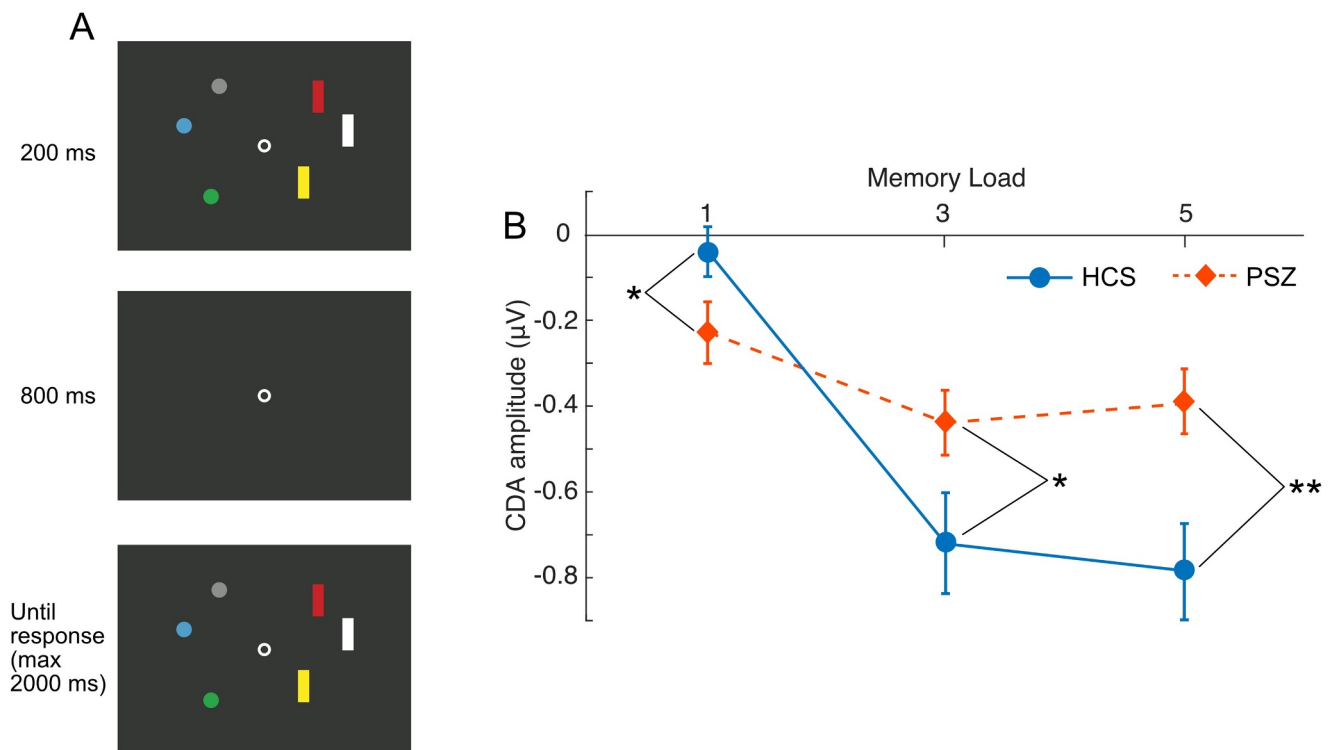 A
200 ms
800 ms
Until
response
(max
2000 ms)
B
Memory Load
1 3 5
0
-0.2
-0.4
-0.6
-0.8
CDA amplitude (µV)
HCS PSZ
*
*
**